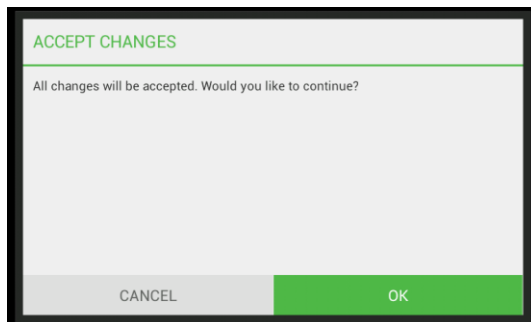 ACCEPT CHANGES
All changes will be accepted. Would you like to continue?
CANCEL
OK